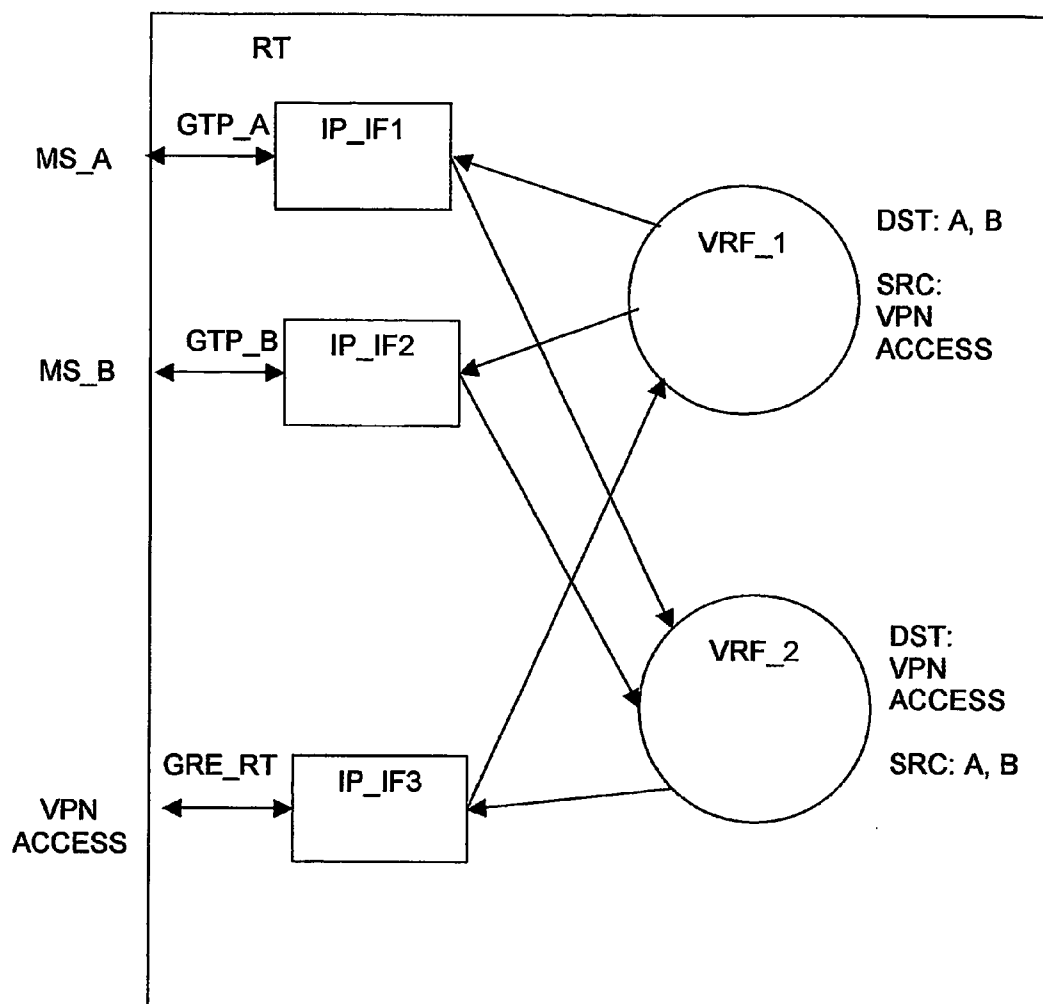 RT
GTP_A
IP_IF1
MS_A
VRF_1
DST: A, B
SRC:
VPN
ACCESS
GTP_B
IP_IF2
MS_B
VRF_2
DST:
VPN
ACCESS
SRC: A, B
GRE_RT
IP_IF3
VPN
ACCESS